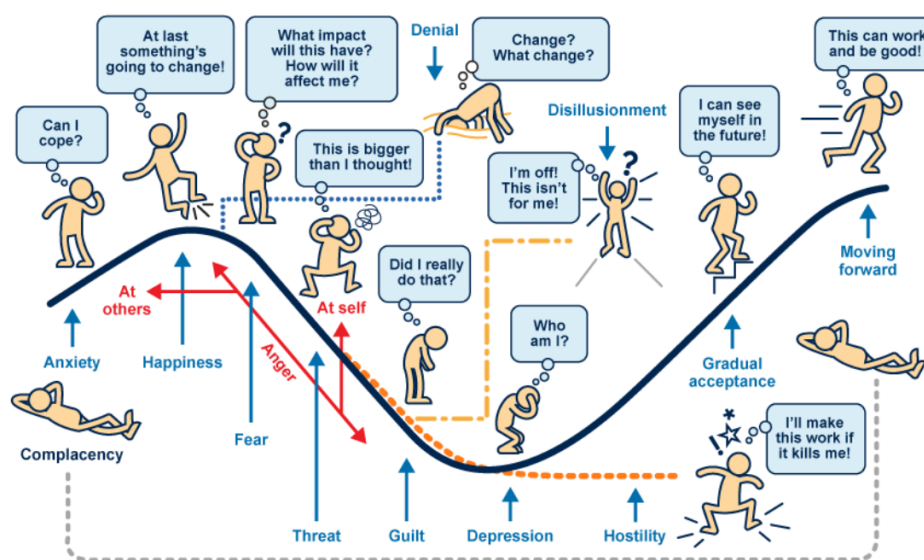 At last
something's
going to change!
What impact
will this have?
How will it
affect me?
Denial
Change?
What change?
This can work
and be good!
Can I
cope?
This is bigger
than I thought!
Disillusionment
I'm off!
This isn't
for me!
I can see
myself in
the future!
Moving
forward
Did I really
do that?
At
others
At self
Anger
Who
am I?
Anxiety
Happiness
Gradual
acceptance
Fear
Complacency
I'll make
this work if
it kills me!
Threat
Guilt
Depression
Hostility